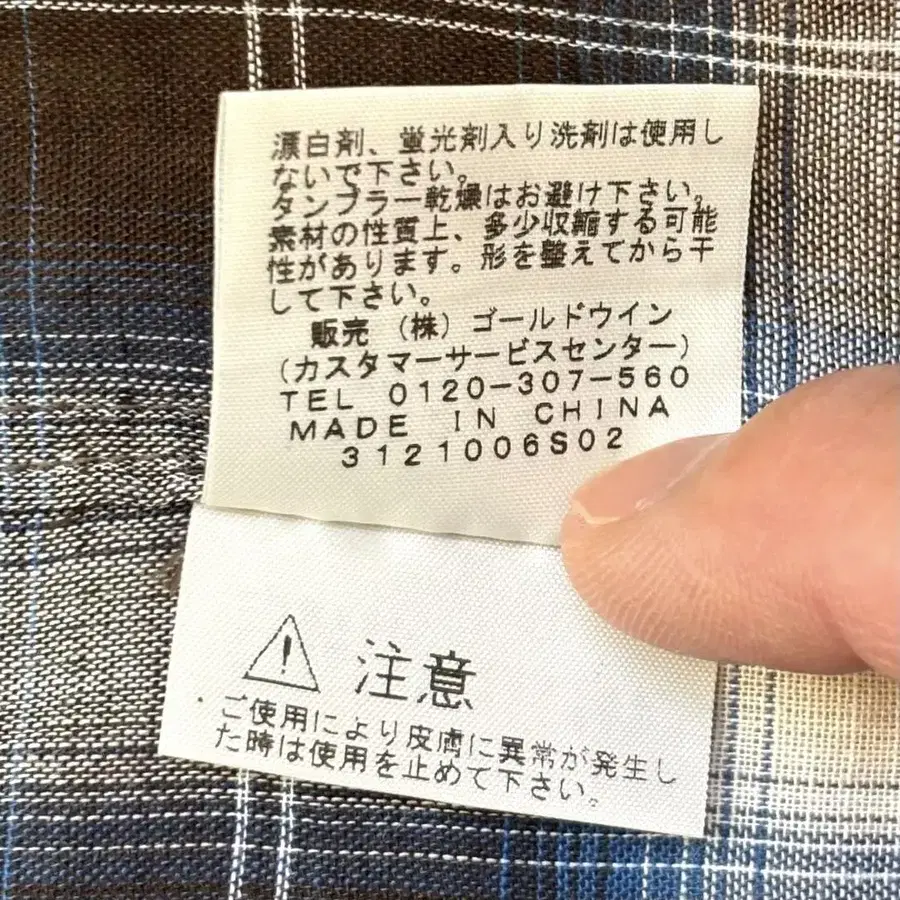 漂白剤、蛍光剤入り洗剤は使用し
ないで下さい。
タンブラー乾燥はお避け下さい。
素材の性質上、多少収縮する可能
性があります。形を整えてから干
して下さい。
販売 (株) ゴールドウイン
(カスタマーサービスセンター)
TEL 0120-307-560
MADE IN CHINA
3121006S02
注意
・ご使用により皮膚に異常が発生し
た時は使用を止めて下さい。